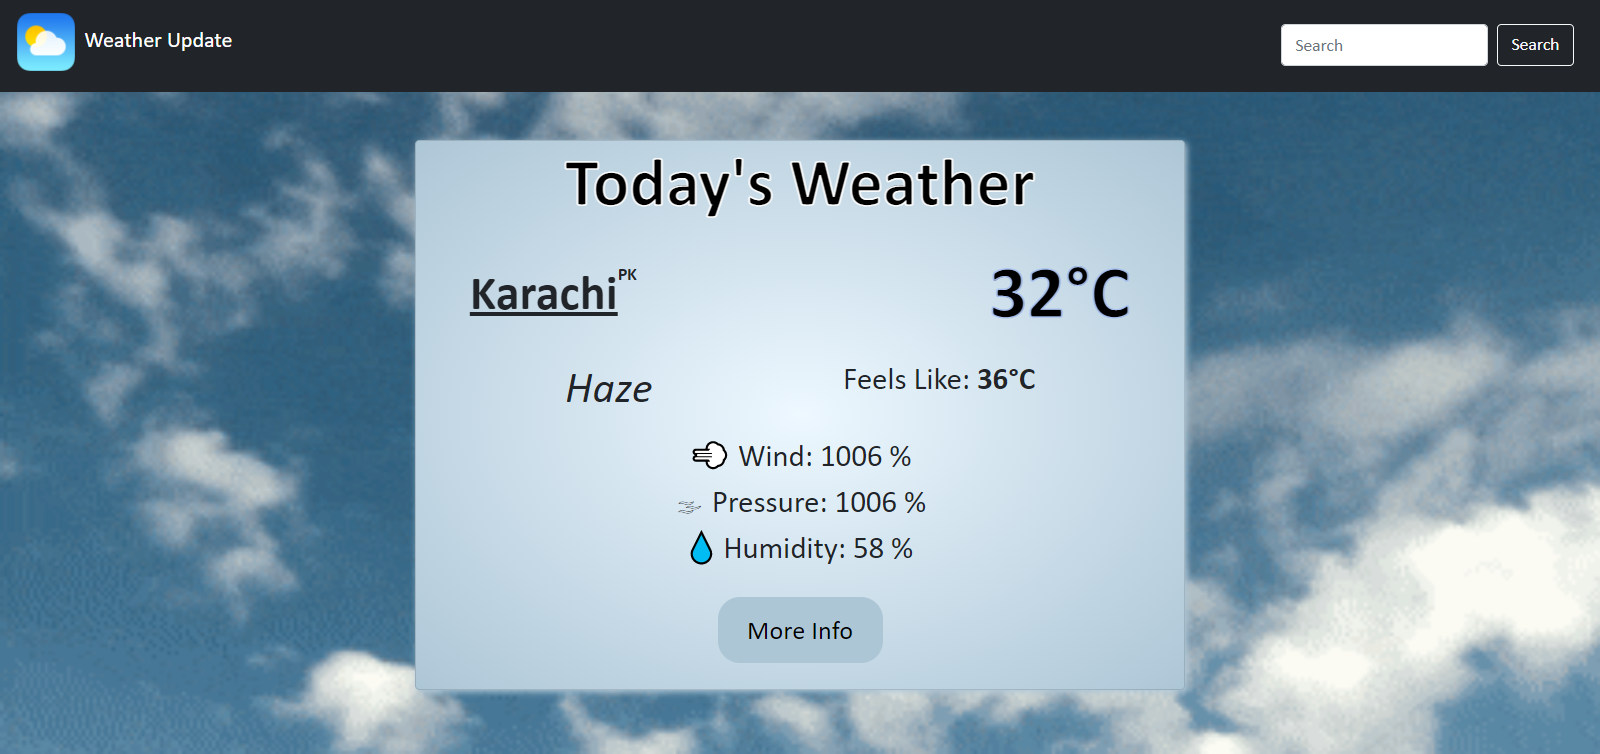 Weather Update
Search
Search
Today's Weather
Karachi PK
32°C
Haze
Feels Like: 36°C
Wind: 1006 %
Pressure: 1006 %
Humidity: 58 %
More Info